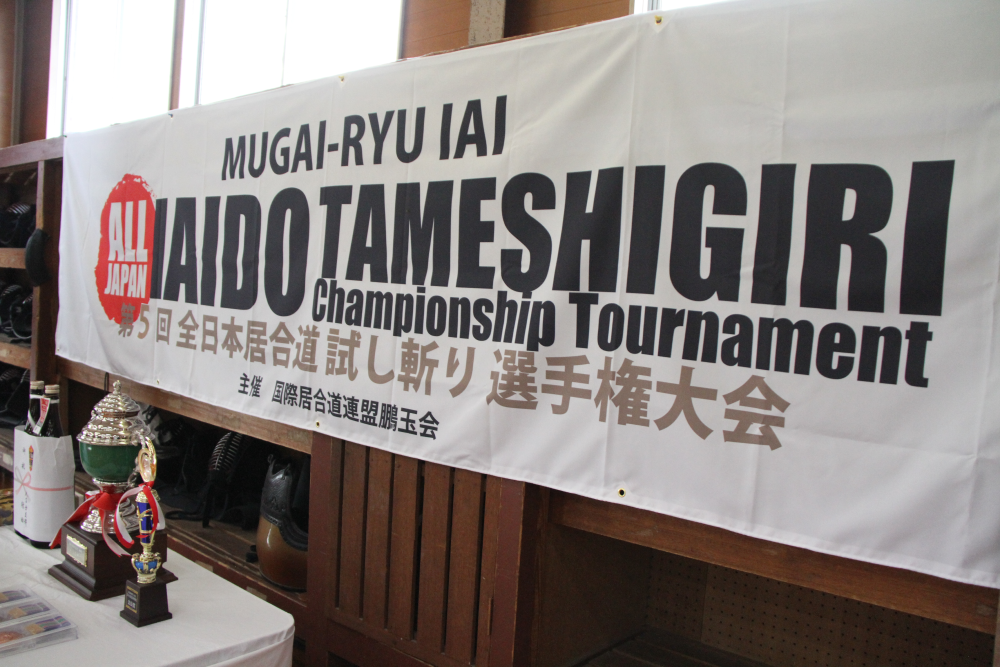 MUGAI-RYU IAI
ALL
JAPAN
IAIDO TAMESHIGIRI
Championship Tournament
第5回 全日本居合道 試し斬り 選手権大会
主催 国際居合道連盟鵬玉会